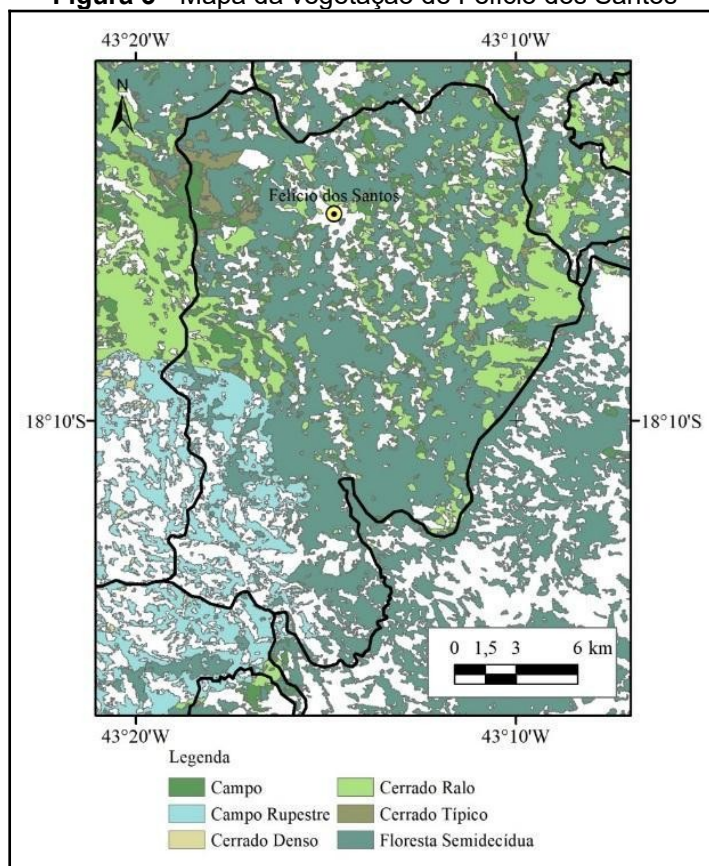 Figura 3 - Mapa da vegetação de Felício dos Santos
43°20'W 43°10'W
N
Felício dos Santos
18°10'S 18°10'S
0 1,5 3 6 km
43°20'W 43°10'W
Legenda
Campo Cerrado Ralo
Campo Rupestre Cerrado Típico
Cerrado Denso Floresta Semidecídua